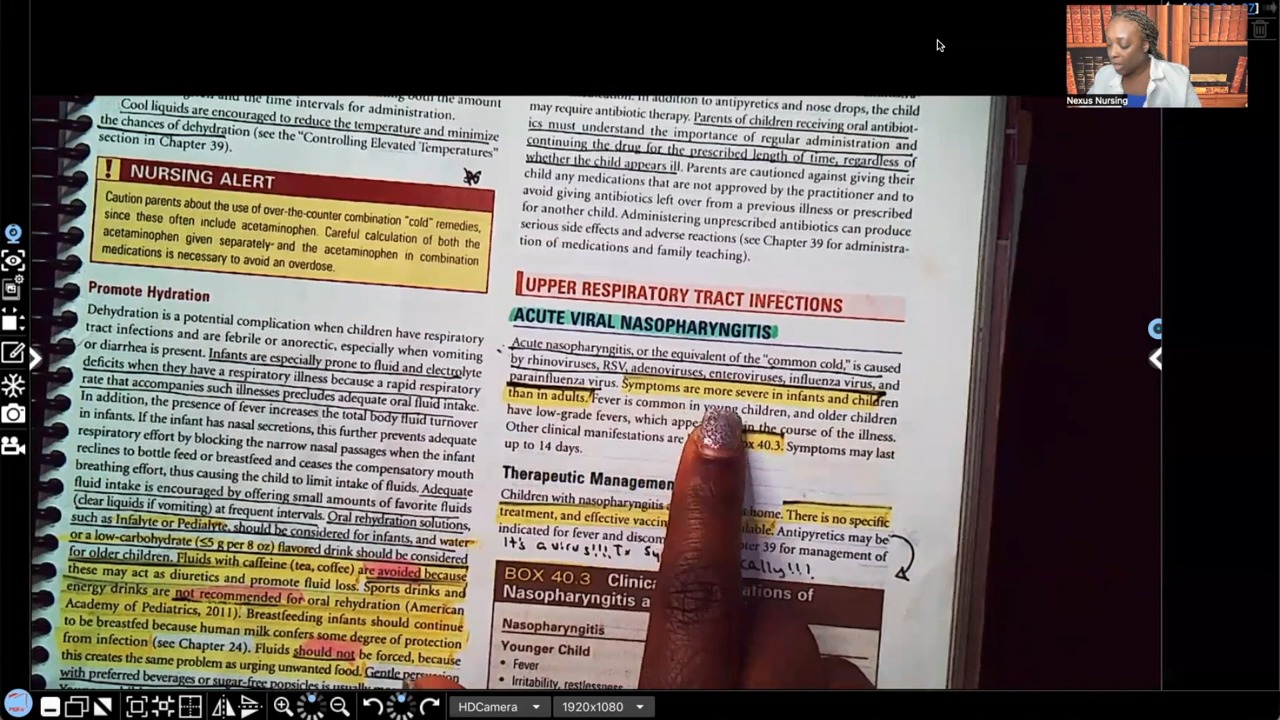 Nexus Nursing
the time intervals for administration.
Cool liquids are encouraged to reduce the temperature and minimize
the chances of dehydration (see the "Controlling Elevated Temperatures"
section in Chapter 39).
! NURSING ALERT
Caution parents about the use of over-the-counter combination "cold" remedies,
since these often include acetaminophen. Careful calculation of both the
acetaminophen given separately and the acetaminophen in combination
medications is necessary to avoid an overdose.
Promote Hydration
Dehydration is a potential complication when children have respiratory
tract infections and are febrile or anorectic, especially when vomiting
or diarrhea is present. Infants are especially prone to fluid and electrolyte
deficits when they have a respiratory illness because a rapid respiratory
rate that accompanies such illnesses precludes adequate oral fluid intake.
In addition, the presence of fever increases the total body fluid turnover
in infants. If the infant has nasal secretions, this further prevents adequate
respiratory effort by blocking the narrow nasal passages when the infant
reclines to bottle feed or breastfeed and ceases the compensatory mouth
breathing effort, thus causing the child to limit intake of fluids. Adequate
fluid intake is encouraged by offering small amounts of favorite fluids
(clear liquids if vomiting) at frequent intervals. Oral rehydration solutions,
such as Infalyte or Pedialyte, should be considered for infants, and water
or a low-carbohydrate (≤5 g per 8 oz) flavored drink should be considered
for older children. Fluids with caffeine (tea, coffee) are avoided because
these may act as diuretics and promote fluid loss. Sports drinks and
energy drinks are not recommended for oral rehydration (American
Academy of Pediatrics, 2011). Breastfeeding infants should continue
to be breastfed because human milk confers some degree of protection
from infection (see Chapter 24). Fluids should not be forced, because
this creates the same problem as urging unwanted food. Gentle
with preferred beverages or sugar-free popsicles is usually
In addition to antipyretics and nose drops, the child
may require antibiotic therapy. Parents of children receiving oral antibiot-
ics must understand the importance of regular administration and
continuing the drug for the prescribed length of time, regardless of
whether the child appears ill. Parents are cautioned against giving their
child any medications that are not approved by the practitioner and to
avoid giving antibiotics left over from a previous illness or prescribed
for another child. Administering unprescribed antibiotics can produce
serious side effects and adverse reactions (see Chapter 39 for administra-
tion of medications and family teaching).
UPPER RESPIRATORY TRACT INFECTIONS
ACUTE VIRAL NASOPHARYNGITIS
Acute nasopharyngitis, or the equivalent of the "common cold," is caused
by rhinoviruses, RSV, adenoviruses, enteroviruses, influenza virus, and
parainfluenza virus. Symptoms are more severe in infants and children
than in adults. Fever is common in young children, and older children
have low-grade fevers, which in the course of the illness.
Other clinical manifestations are 40.3. Symptoms may last
up to 14 days.
Therapeutic
Children with nasopharyngitis home. There is no specific
treatment, and effective Antipyretics may be
indicated for fever and 39 for management of
It's a virus!!! Tx
BOX 40.3 of
Nasopharyngitis
Nasopharyngitis
Younger Child
• Fever
• Irritability, restlessness
HDCamera
1920x1080